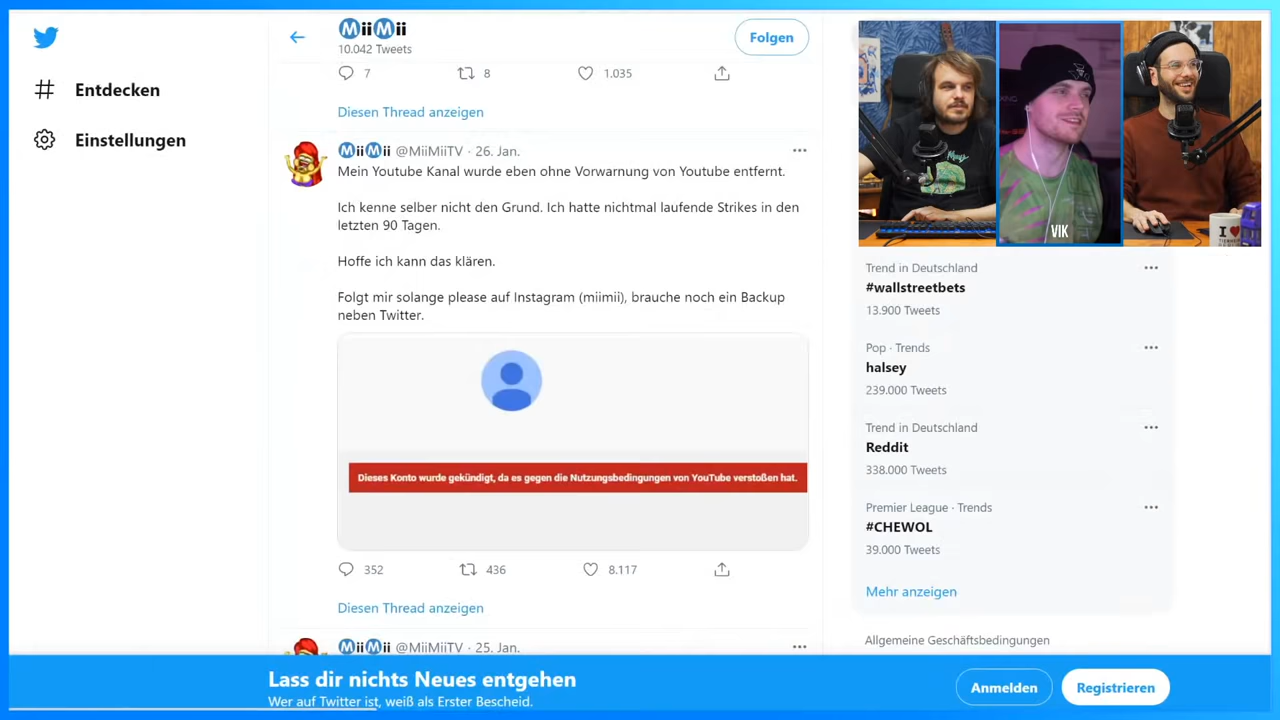 ⓂiiⓂii
10.042 Tweets
Folgen
Entdecken
Einstellungen
7 8 1.035
Diesen Thread anzeigen
ⓂiiⓂii @MiiMiiTV · 26. Jan.
Mein Youtube Kanal wurde eben ohne Vorwarnung von Youtube entfernt.
Ich kenne selber nicht den Grund. Ich hatte nichtmal laufende Strikes in den
letzten 90 Tagen.
Hoffe ich kann das klären.
Folgt mir solange please auf Instagram (miimii), brauche noch ein Backup
neben Twitter.
Dieses Konto wurde gekündigt, da es gegen die Nutzungsbedingungen von YouTube verstoßen hat.
352 436 8.117
Diesen Thread anzeigen
ⓂiiⓂii @MiiMiiTV · 25. Jan.
VIK
I ❤
Trend in Deutschland
#wallstreetbets
13.900 Tweets
Pop · Trends
halsey
239.000 Tweets
Trend in Deutschland
Reddit
338.000 Tweets
Premier League · Trends
#CHEWOL
39.000 Tweets
Mehr anzeigen
Allgemeine Geschäftsbedingungen
Lass dir nichts Neues entgehen
Wer auf Twitter ist, weiß als Erster Bescheid.
Anmelden
Registrieren